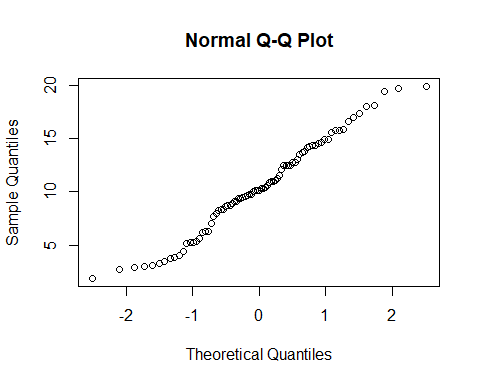 Normal Q-Q Plot
20
15
10
5
Sample Quantiles
-2 -1 0 1 2
Theoretical Quantiles